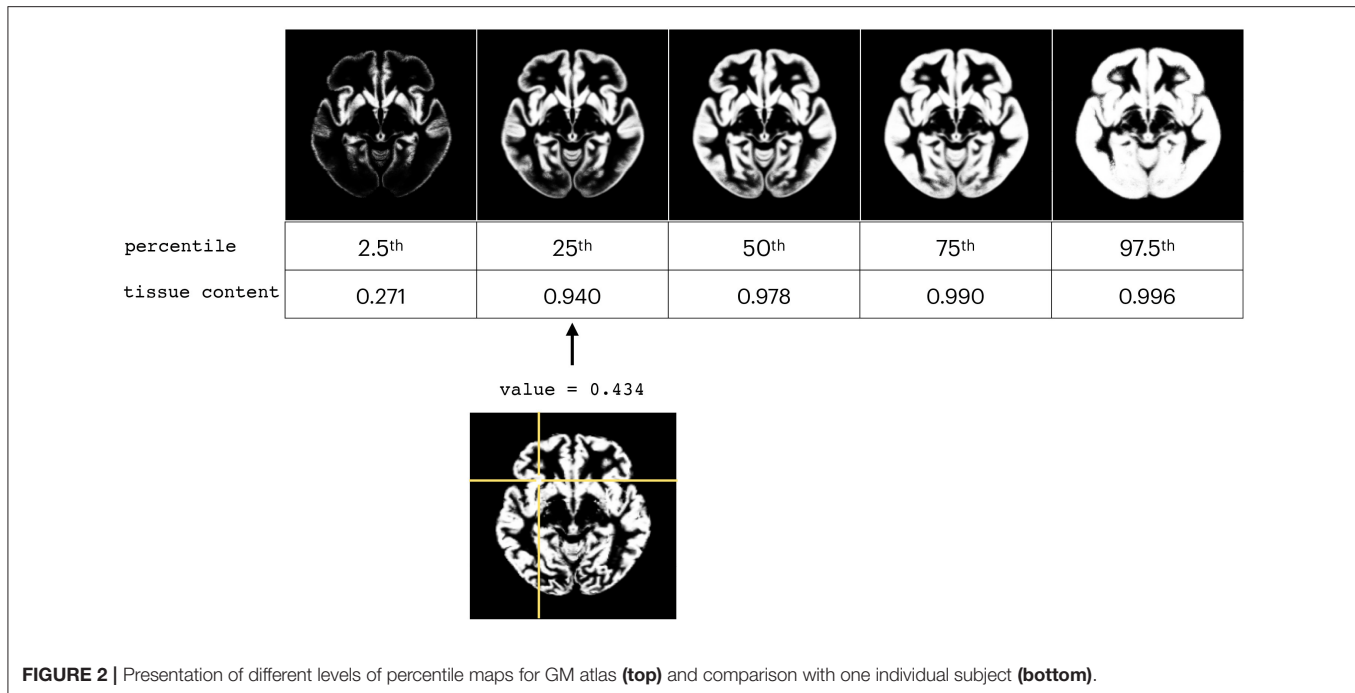 percentile 2.5th 25th 50th 75th 97.5th
tissue content 0.271 0.940 0.978 0.990 0.996
value = 0.434
FIGURE 2 | Presentation of different levels of percentile maps for GM atlas (top) and comparison with one individual subject (bottom).